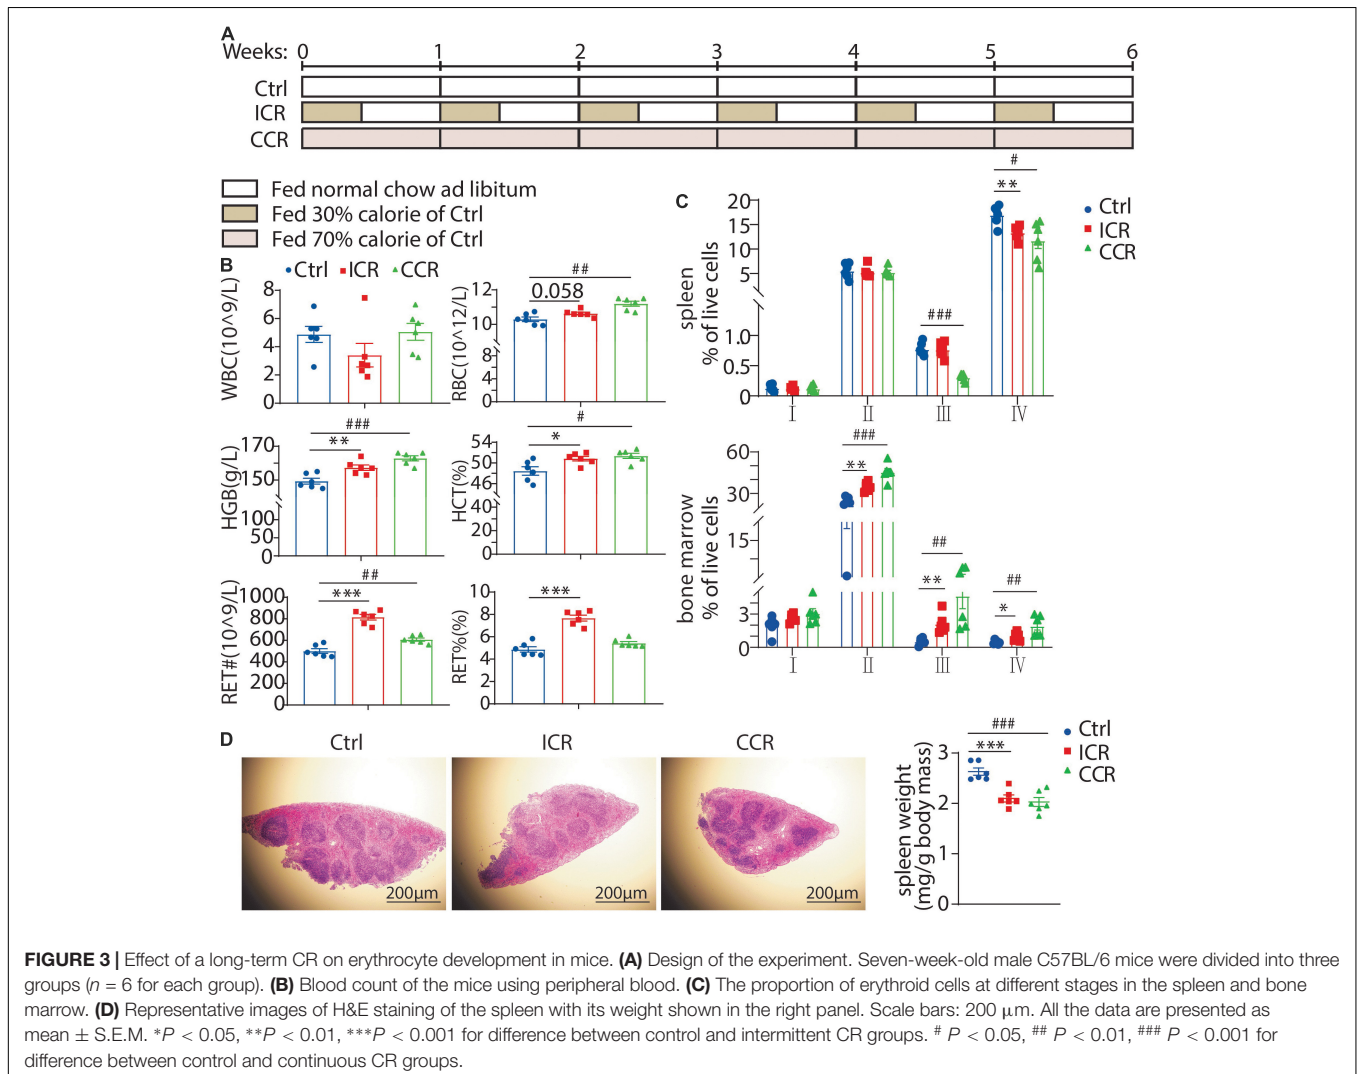 A
Weeks: 0 1 2 3 4 5 6
Ctrl
ICR
CCR
Fed normal chow ad libitum
Fed 30% calorie of Ctrl
Fed 70% calorie of Ctrl
B
Ctrl ICR CCR
WBC(10^9/L)
8
6
4
2
0
RBC(10^12/L)
12
10
8
6
4
2
0
##
0.058
HGB(g/L)
170
150
100
50
0
###
**
HCT(%)
54
50
46
40
20
0
#
*
RET#(10^9/L)
1000
800
600
400
200
0
##
***
RET%(%)
10
8
6
4
2
0
***
C
spleen
% of live cells
20
15
10
5
1.0
0.5
0
###
#
**
I II III IV
Ctrl
ICR
CCR
bone marrow
% of live cells
60
30
15
3
0
###
**
##
**
##
*
I II III IV
D
Ctrl ICR CCR
200μm 200μm 200μm
spleen weight
(mg/g body mass)
3
2
1
0
###
***
Ctrl
ICR
CCR
FIGURE 3 | Effect of a long-term CR on erythrocyte development in mice. (A) Design of the experiment. Seven-week-old male C57BL/6 mice were divided into three
groups (n = 6 for each group). (B) Blood count of the mice using peripheral blood. (C) The proportion of erythroid cells at different stages in the spleen and bone
marrow. (D) Representative images of H&E staining of the spleen with its weight shown in the right panel. Scale bars: 200 μm. All the data are presented as
mean ± S.E.M. *P < 0.05, **P < 0.01, ***P < 0.001 for difference between control and intermittent CR groups. # P < 0.05, ## P < 0.01, ### P < 0.001 for
difference between control and continuous CR groups.